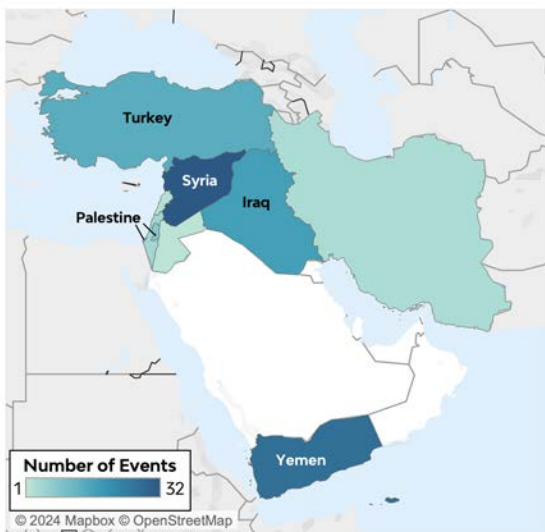 Turkey
Syria
Iraq
Palestine
Yemen
Number of Events
1 32
© 2024 Mapbox © OpenStreetMap